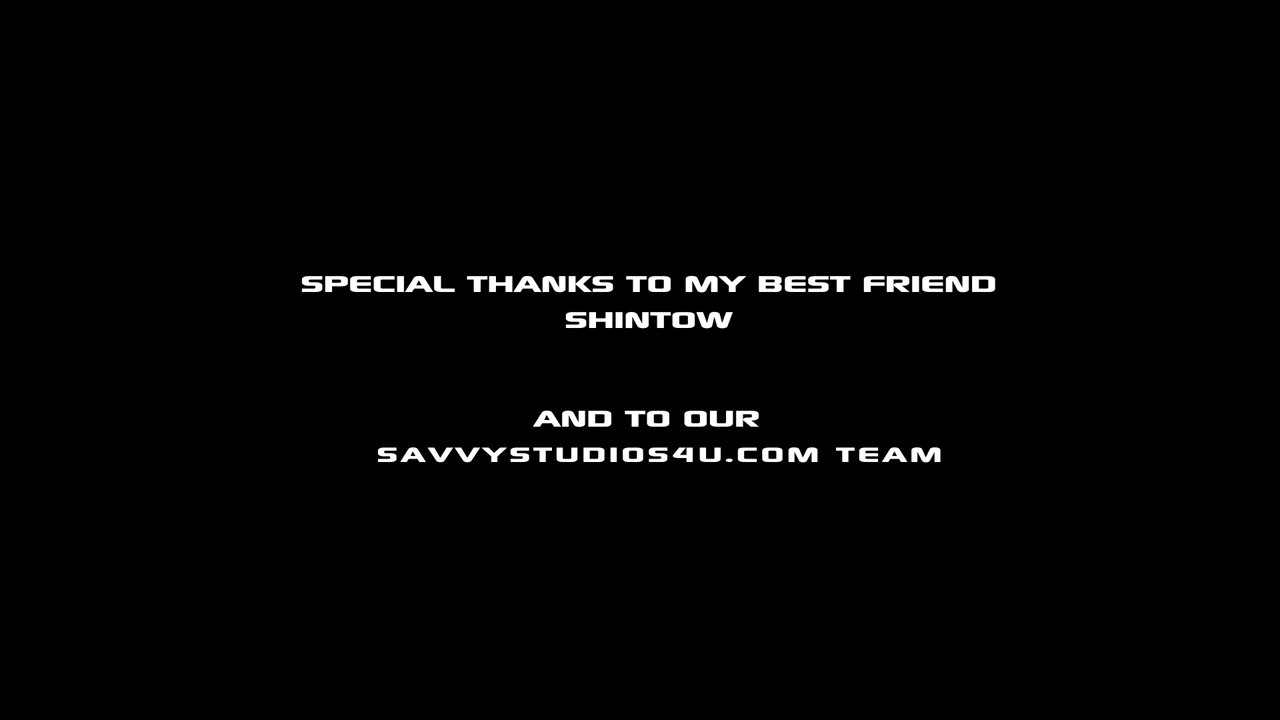 SPECIAL THANKS TO MY BEST FRIEND
SHINTOW
AND TO OUR
SAVVYSTUDIOS4U.COM TEAM